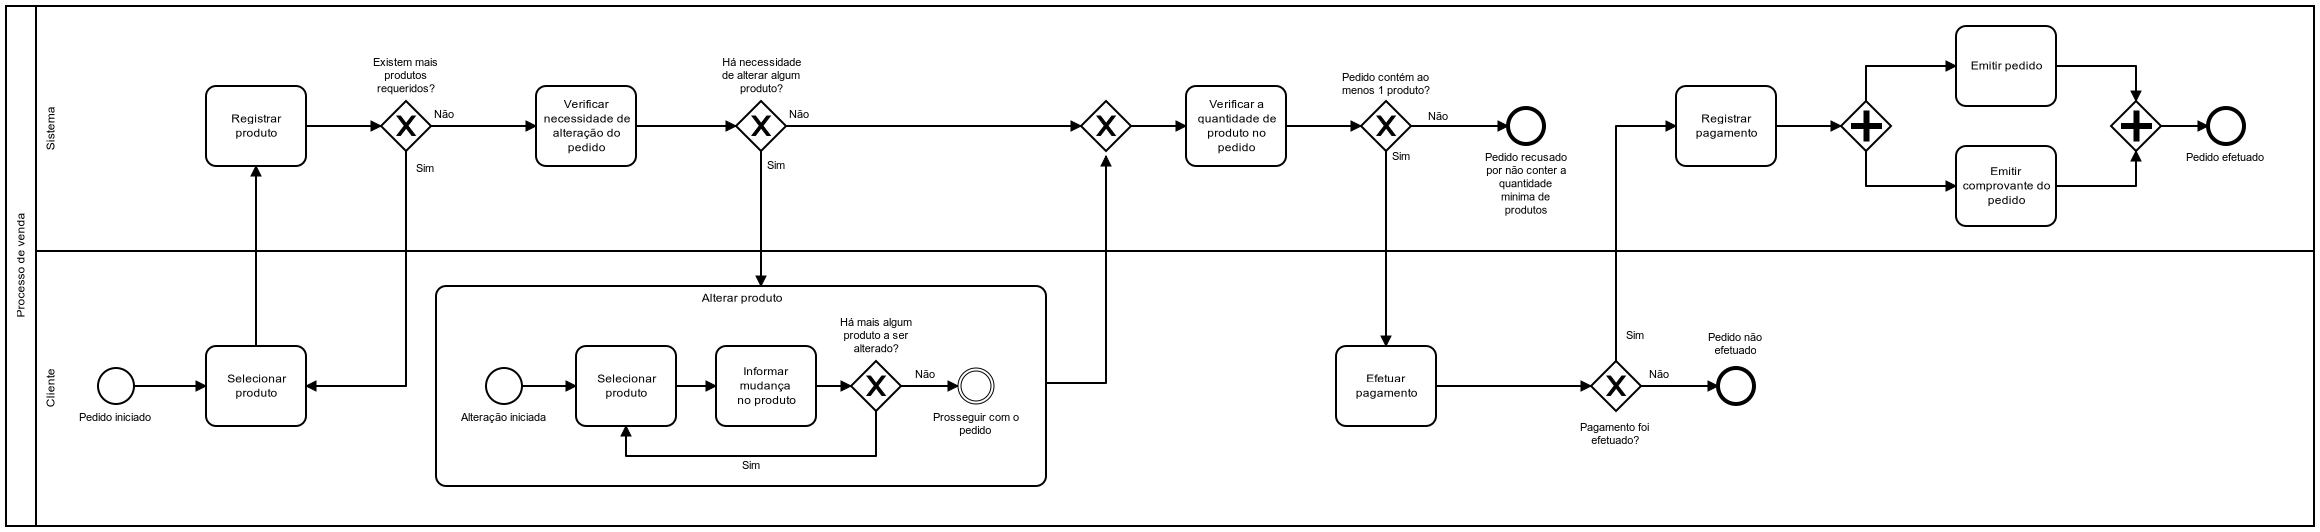 Processo de venda
Sistema
Registrar
produto
Existem mais
produtos
requeridos?
Não
Sim
Verificar
necessidade de
alteração do
pedido
Há necessidade
de alterar algum
produto?
Não
Sim
Verificar a
quantidade de
produto no
pedido
Pedido contém ao
menos 1 produto?
Não
Sim
Pedido recusado
por não conter a
quantidade
minima de
produtos
Registrar
pagamento
Emitir pedido
Emitir
comprovante do
pedido
Pedido efetuado
Cliente
Pedido iniciado
Selecionar
produto
Alterar produto
Alteração iniciada
Selecionar
produto
Informar
mudança
no produto
Há mais algum
produto a ser
alterado?
Não
Sim
Prosseguir com o
pedido
Efetuar
pagamento
Sim
Não
Pagamento foi
efetuado?
Pedido não
efetuado